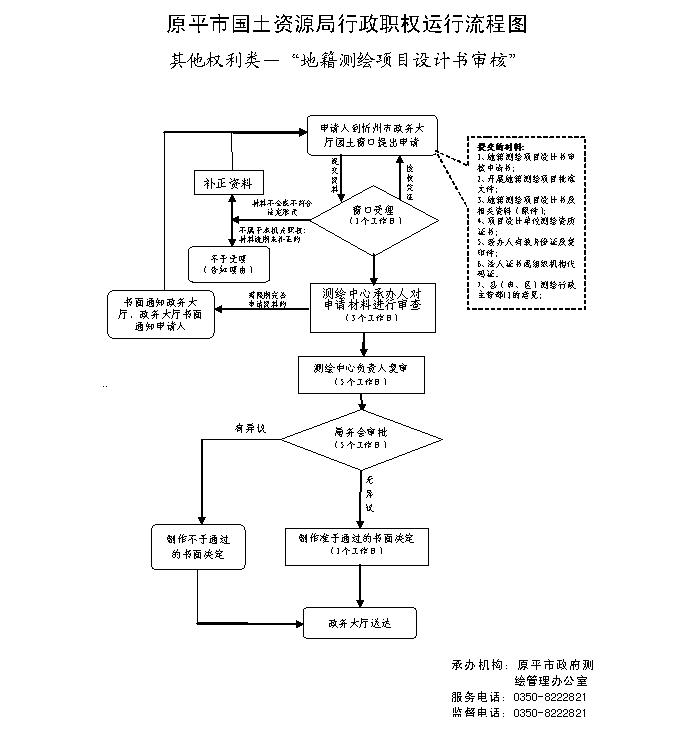 原平市国土资源局行政职权运行流程图
其他权利类—“地籍测绘项目设计书审核”
申请人到忻州市政务大
厅国土窗口提出申请
提交的材料:
1、地籍测绘项目设计书审
核申请书;
2、开展地籍测绘项目批准
文件;
3、地籍测绘项目设计书及
相关资料（原件）;
4、项目设计单位测绘资质
证书;
5、经办人有效身份证及复
印件;
6、法人证书或组织机构代
码证。
7、县（市、区）测绘行政
主管部门的意见;
提交资料
补正资料
材料不全或不符合
法定形式
窗口受理
（1个工作日）
不属于本机关职权;
材料逾期未补正的
不予受理
（告知理由）
书面通知政务大
厅，政务大厅书面
通知申请人
申请资料的
测绘中心承办人对
申请材料进行审查
（3个工作日）
测绘中心负责人复审
（5个工作日）
有异议
局务会审批
（5个工作日）
无异议
制作不予通过
的书面决定
制作准予通过的书面决定
（1个工作日）
政务大厅送达
承办机构：原平市政府测
绘管理办公室
服务电话：0350-8222821
监督电话：0350-8222821